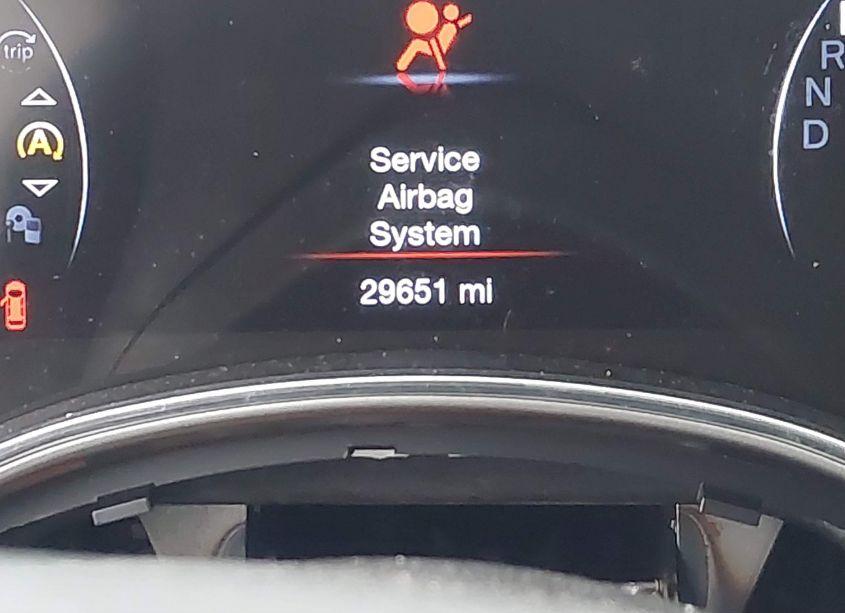 trip
A
R
N
D
Service
Airbag
System
29651 mi